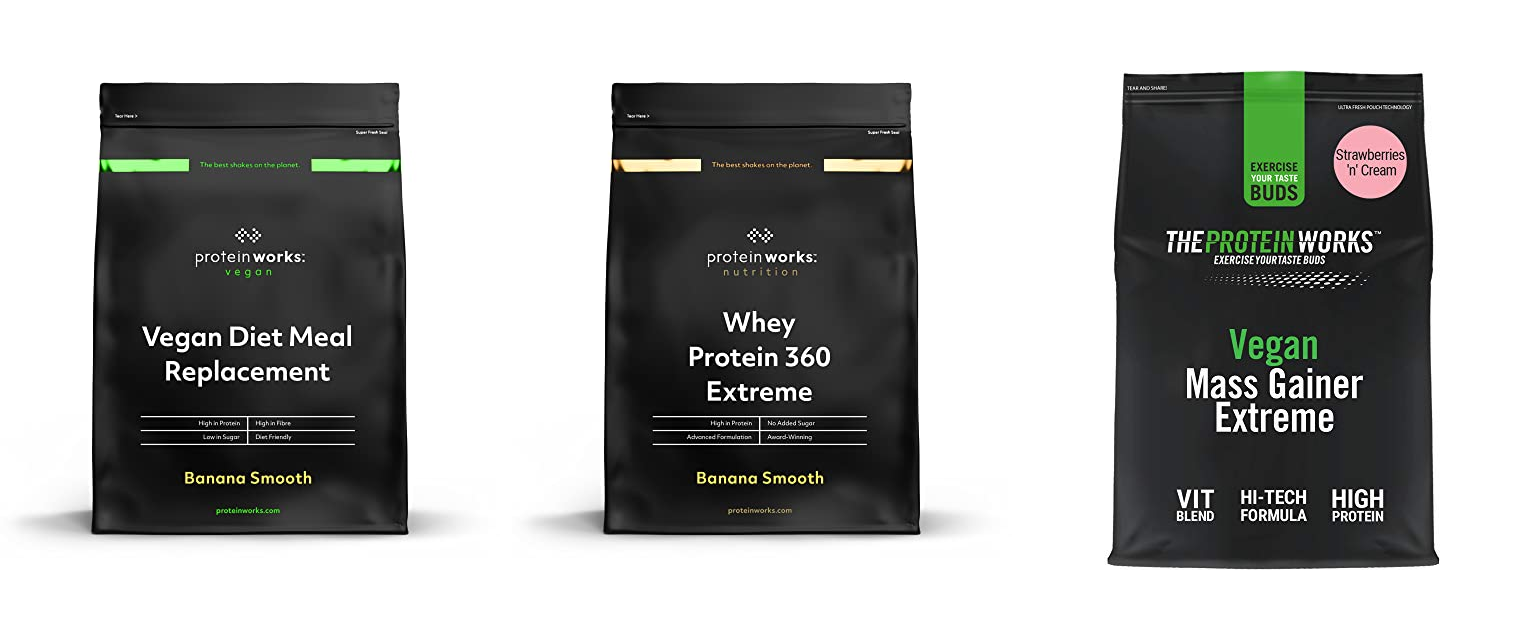 Tear Here >
Super Fresh Seal
The best shakes on the planet.
protein works:
vegan
Vegan Diet Meal
Replacement
High in Protein High in Fibre
Low in Sugar Diet Friendly
Banana Smooth
proteinworks.com
Tear Here >
Super Fresh Seal
The best shakes on the planet.
protein works:
nutrition
Whey
Protein 360
Extreme
High in Protein No Added Sugar
Advanced Formulation Award-Winning
Banana Smooth
proteinworks.com
TEAR AND SHARE!
ULTRA FRESH POUCH TECHNOLOGY
EXERCISE
YOUR TASTE
BUDS
Strawberries
'n' Cream
THE PROTEIN WORKS™
EXERCISE YOUR TASTE BUDS
Vegan
Mass Gainer
Extreme
VIT HI-TECH HIGH
BLEND FORMULA PROTEIN